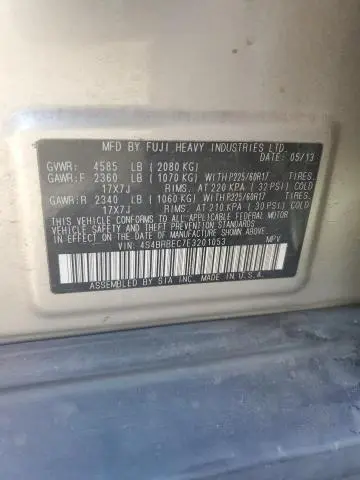 MFD BY FUJI HEAVY INDUSTRIES LTD.
DATE: 05/13
GVWR: 4585 LB (2080 KG)
GAWR:F 2360 LB (1070 KG) WITH P225/60R17
17X7J RIMS, AT 220 KPA (32 PSI) COLD
GAWR:R 2340 LB (1060 KG) WITH P225/60R17
17X7J RIMS, AT 210 KPA (30 PSI) COLD
THIS VEHICLE CONFORMS TO ALL APPLICABLE FEDERAL MOTOR
VEHICLE SAFETY AND THEFT PREVENTION STANDARDS
IN EFFECT ON THE DATE OF MANUFACTURE SHOWN ABOVE.
VIN: 4S4BRBEC7E3201053 MPV
ASSEMBLED BY SIA INC. IN U.S.A.